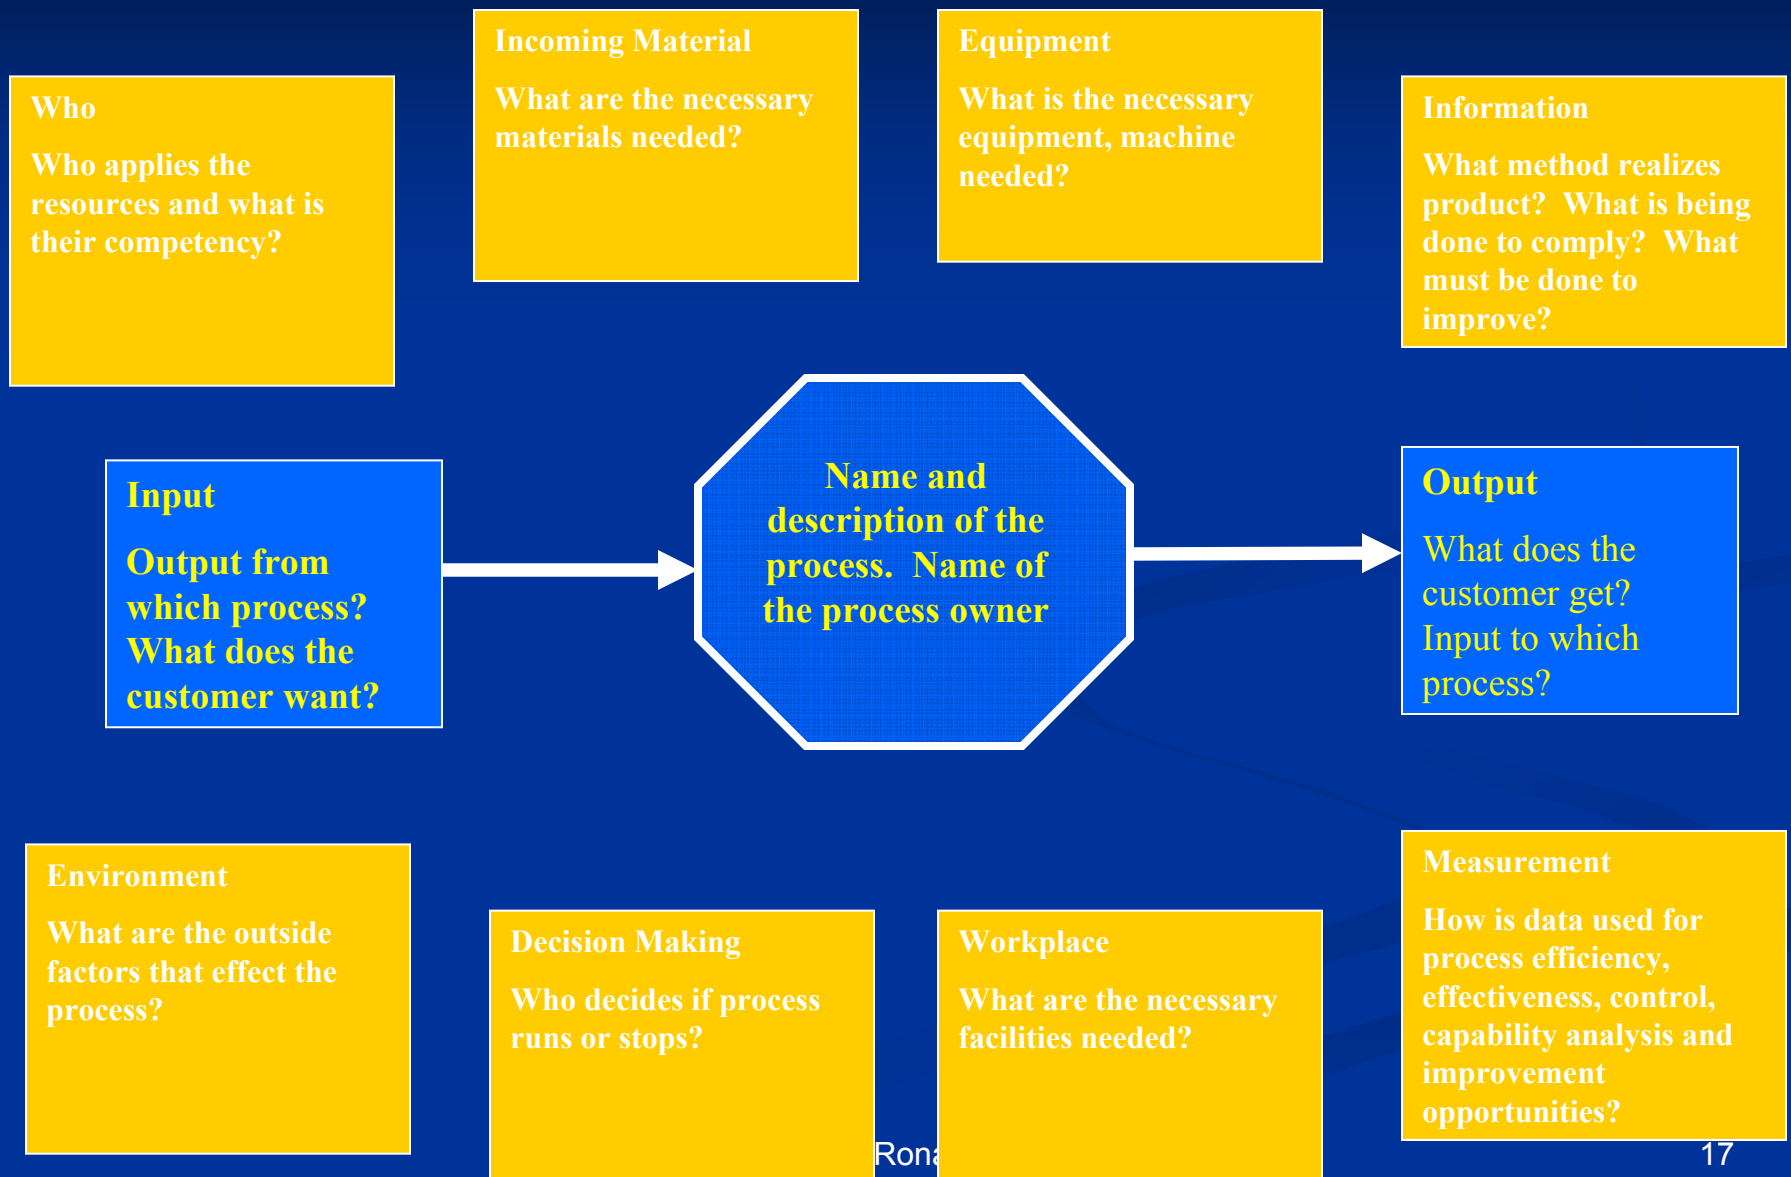 Incoming Material
What are the necessary
materials needed?
Equipment
What is the necessary
equipment, machine
needed?
Who
Who applies the
resources and what is
their competency?
Information
What method realizes
product?  What is being
done to comply?  What
must be done to
improve?
Input
Output from
which process?
What does the
customer want?
Name and
description of the
process.  Name of
the process owner
Output
What does the
customer get?
Input to which
process?
Environment
What are the outside
factors that effect the
process?
Decision Making
Who decides if process
runs or stops?
Workplace
What are the necessary
facilities needed?
Measurement
How is data used for
process efficiency,
effectiveness, control,
capability analysis and
improvement
opportunities?
17